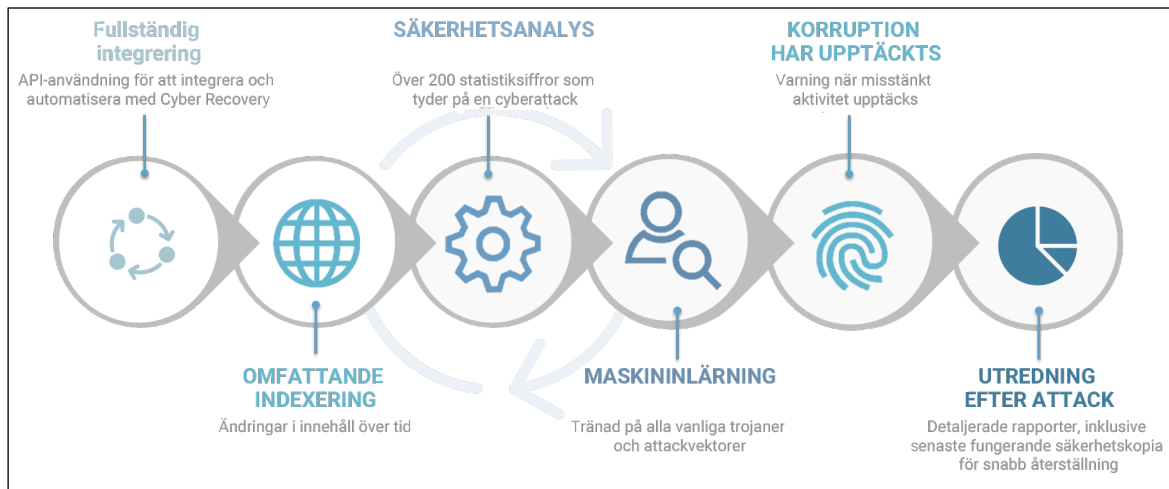 Fullständig
integrering
API-användning för att integrera och
automatisera med Cyber Recovery
OMFATTANDE
INDEXERING
Ändringar i innehåll över tid
SÄKERHETSANALYS
Över 200 statistiksiffror som
tyder på en cyberattack
MASKININLÄRNING
Tränad på alla vanliga trojaner
och attackvektorer
KORRUPTION
HAR UPPTÄCKTS
Varning när misstänkt
aktivitet upptäcks
UTREDNING
EFTER ATTACK
Detaljerade rapporter, inklusive
senaste fungerande säkerhetskopia
för snabb återställning